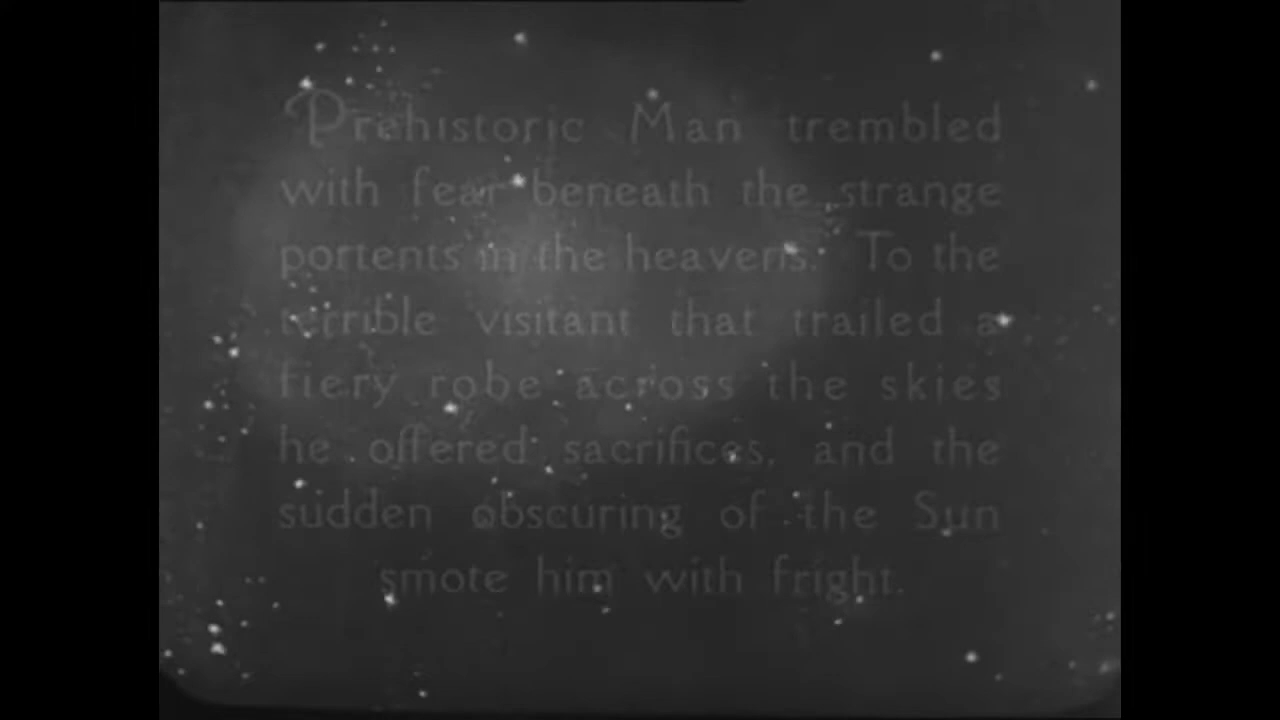 Prehistoric Man trembled
with fear beneath the strange
portents in the heavens. To the
terrible visitant that trailed a
fiery robe across the skies
he offered sacrifices, and the
sudden obscuring of the Sun
smote him with fright.